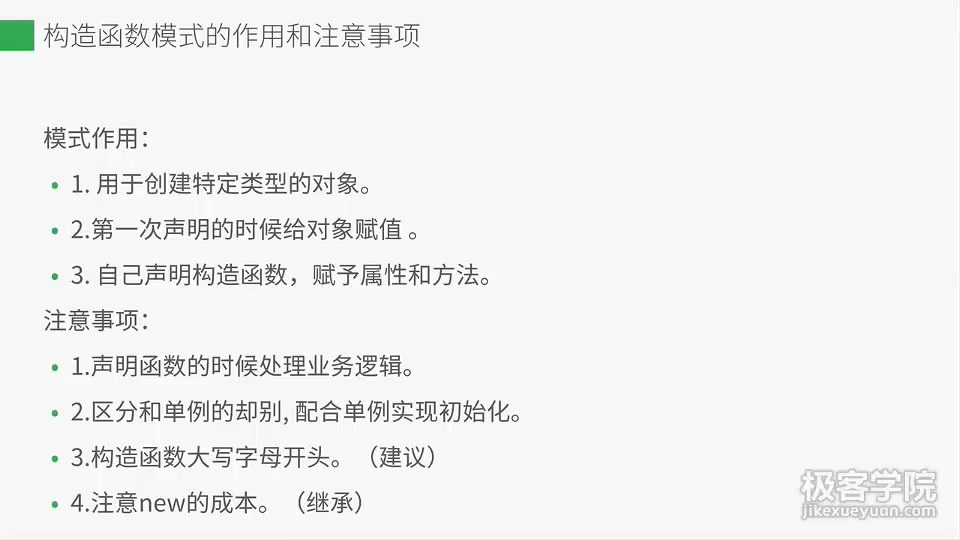 构造函数模式的作用和注意事项
模式作用：
• 1. 用于创建特定类型的对象。
• 2.第一次声明的时候给对象赋值 。
• 3. 自己声明构造函数，赋予属性和方法。
注意事项：
• 1.声明函数的时候处理业务逻辑。
• 2.区分和单例的却别, 配合单例实现初始化。
• 3.构造函数大写字母开头。（建议）
• 4.注意new的成本。（继承）
极客学院
jikexueyuan.com